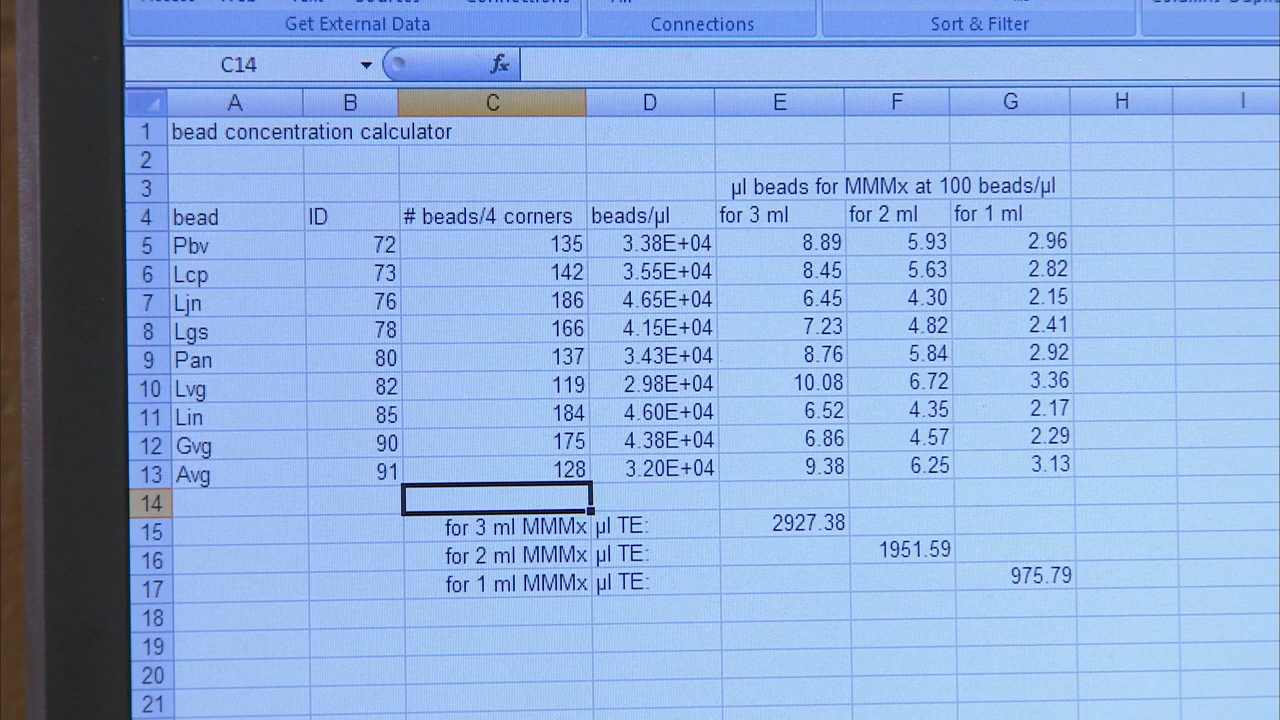 Get External Data Connections Sort & Filter
C14 fx
A B C D E F G H I
1 bead concentration calculator
2
3 µl beads for MMMx at 100 beads/µl
4 bead ID # beads/4 corners beads/µl for 3 ml for 2 ml for 1 ml
5 Pbv 72 135 3.38E+04 8.89 5.93 2.96
6 Lcp 73 142 3.55E+04 8.45 5.63 2.82
7 Ljn 76 186 4.65E+04 6.45 4.30 2.15
8 Lgs 78 166 4.15E+04 7.23 4.82 2.41
9 Pan 80 137 3.43E+04 8.76 5.84 2.92
10 Lvg 82 119 2.98E+04 10.08 6.72 3.36
11 Lin 85 184 4.60E+04 6.52 4.35 2.17
12 Gvg 90 175 4.38E+04 6.86 4.57 2.29
13 Avg 91 128 3.20E+04 9.38 6.25 3.13
14
15 for 3 ml MMMx µl TE: 2927.38
16 for 2 ml MMMx µl TE: 1951.59
17 for 1 ml MMMx µl TE: 975.79
18
19
20
21